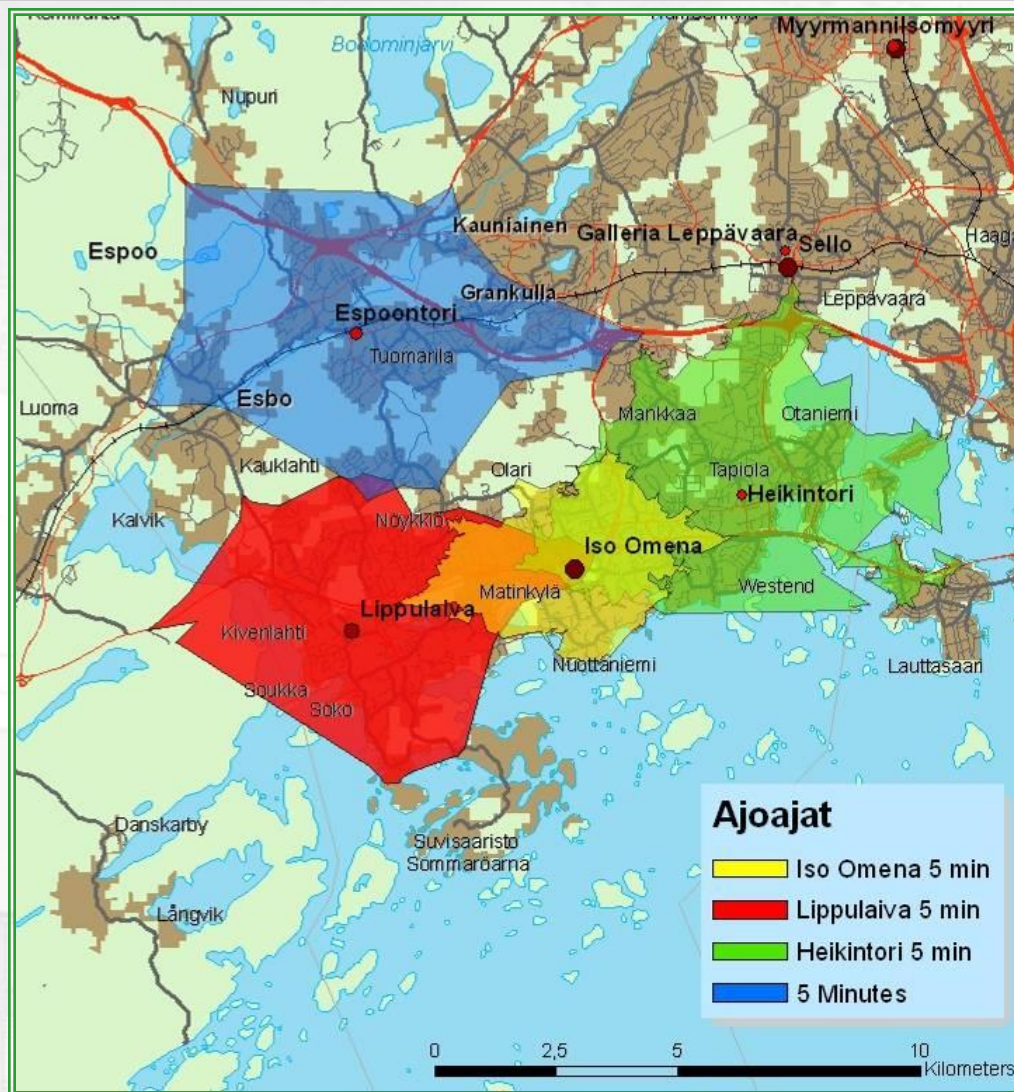 Bodominjärvi
Myyrmannilsomyyri
Nupuri
Kauniainen
Galleria Leppävaara
Sello
Haaga
Espoo
Grankulla
Leppävaara
Espoontori
Tuomarila
Esbo
Luoma
Mankkaa
Otaniemi
Kauklahti
Olari
Tapiola
Heikintori
Kalvik
Nöykkiö
Iso Omena
Matinkylä
Westend
Lippulaiva
Kivenlahti
Nuottaniemi
Lauttasaari
Soukka
Soko
Danskarby
Suvisaaristo
Sommaröarna
Långvik
Ajoajat
Iso Omena 5 min
Lippulaiva 5 min
Heikintori 5 min
5 Minutes
0 2,5 5 10
Kilometers